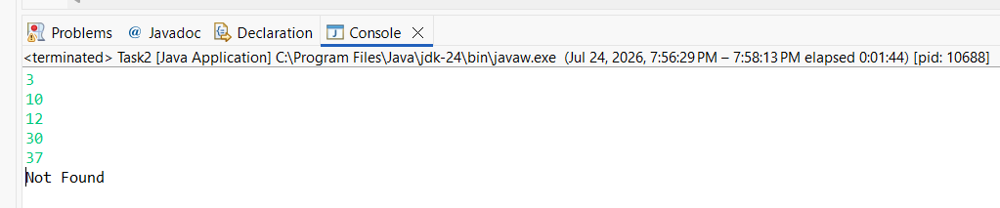 Problems @ Javadoc Declaration Console
<terminated> Task2 [Java Application] C:\Program Files\Java\jdk-24\bin\javaw.exe (Jul 24, 2026, 7:56:29 PM – 7:58:13 PM elapsed 0:01:44) [pid: 10688]
3
10
12
30
37
Not Found